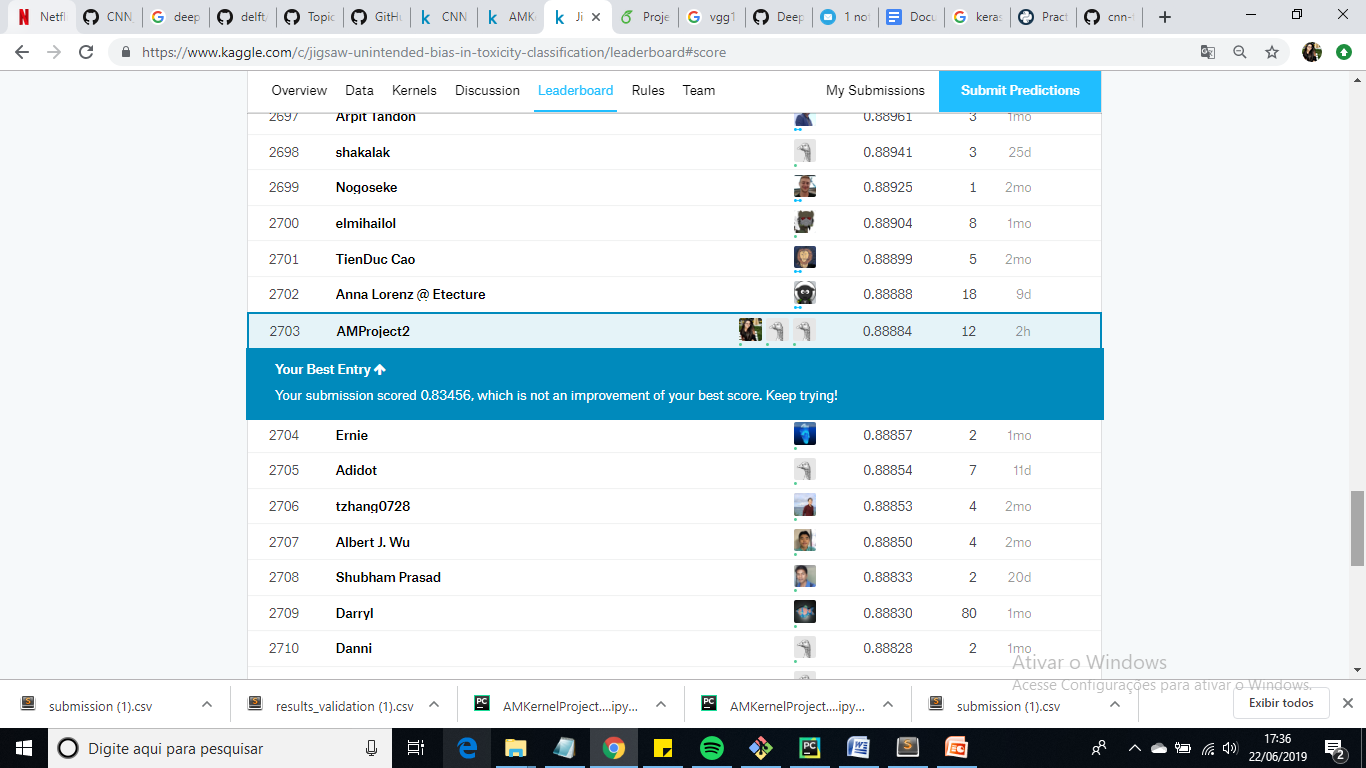 Netfl CNN deep delft Topic GitHu CNN AMKe Ji Proje vgg1 Deep 1 not Docu keras Pract cnn-
https://www.kaggle.com/c/jigsaw-unintended-bias-in-toxicity-classification/leaderboard#score
Overview Data Kernels Discussion Leaderboard Rules Team My Submissions Submit Predictions
2697 Arpit Tandon 0.88961 3 1mo
2698 shakalak 0.88941 3 25d
2699 Nogoseke 0.88925 1 2mo
2700 elmihailol 0.88904 8 1mo
2701 TienDuc Cao 0.88899 5 2mo
2702 Anna Lorenz @ Etecture 0.88888 18 9d
2703 AMProject2 0.88884 12 2h
Your Best Entry
Your submission scored 0.83456, which is not an improvement of your best score. Keep trying!
2704 Ernie 0.88857 2 1mo
2705 Adidot 0.88854 7 11d
2706 tzhang0728 0.88853 4 2mo
2707 Albert J. Wu 0.88850 4 2mo
2708 Shubham Prasad 0.88833 2 20d
2709 Darryl 0.88830 80 1mo
2710 Danni 0.88828 2 1mo
Ativar o Windows
Acesse Configurações para ativar o Windows.
submission (1).csv results_validation (1).csv AMKernelProject....ipy... AMKernelProject....ipy... submission (1).csv Exibir todos
Digite aqui para pesquisar
17:36
22/06/2019
2